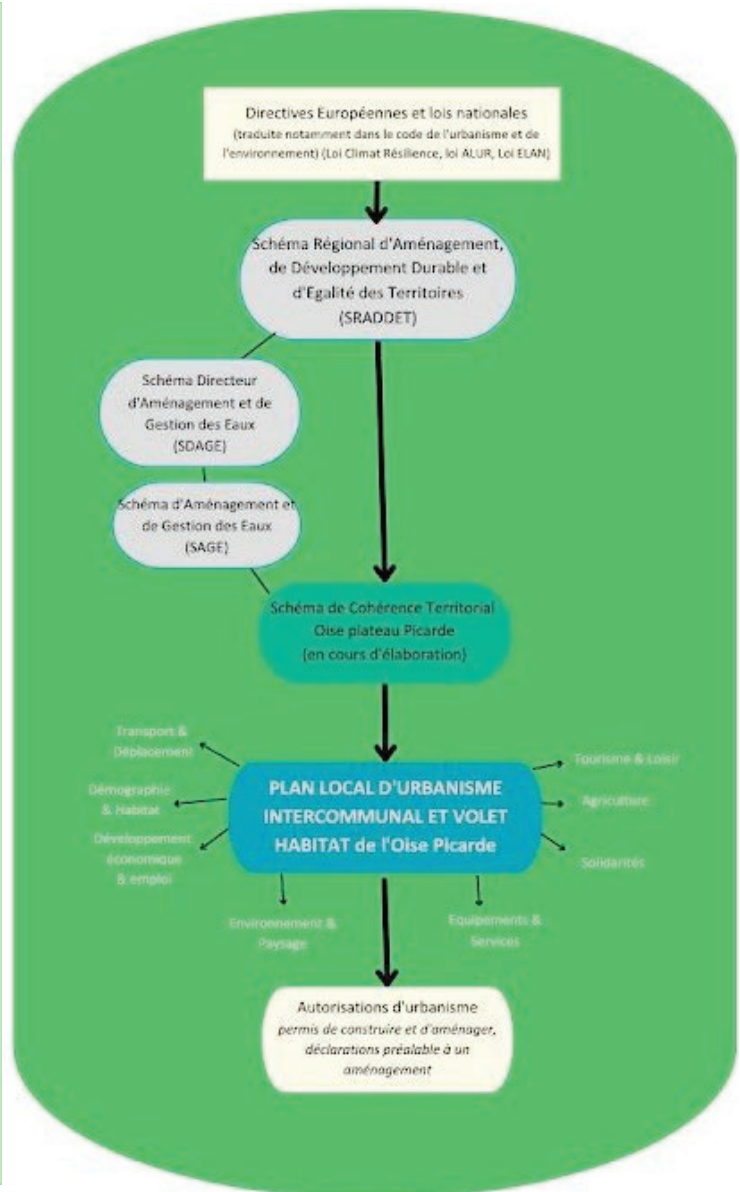 Directives Européennes et lois nationales
(traduite notamment dans le code de l'urbanisme et de
l'environnement) (Loi Climat Résilience, loi ALUR, Loi ELAN)
Schéma Régional d'Aménagement,
de Développement Durable et
d'Egalité des Territoires
(SRADDET)
Schéma Directeur
d'Aménagement et de
Gestion des Eaux
(SDAGE)
Schéma d'Aménagement et
de Gestion des Eaux
(SAGE)
Schéma de Cohérence Territorial
Oise plateau Picarde
(en cours d'élaboration)
Transport &
Déplacement
Démographie
& Habitat
Développement
économique
& emploi
Environnement &
Paysage
PLAN LOCAL D'URBANISME
INTERCOMMUNAL ET VOLET
HABITAT de l'Oise Picarde
Tourisme & Loisir
Agriculture
Solidarités
Equipements &
Services
Autorisations d'urbanisme
permis de construire et d'aménager,
déclarations préalable à un
aménagement